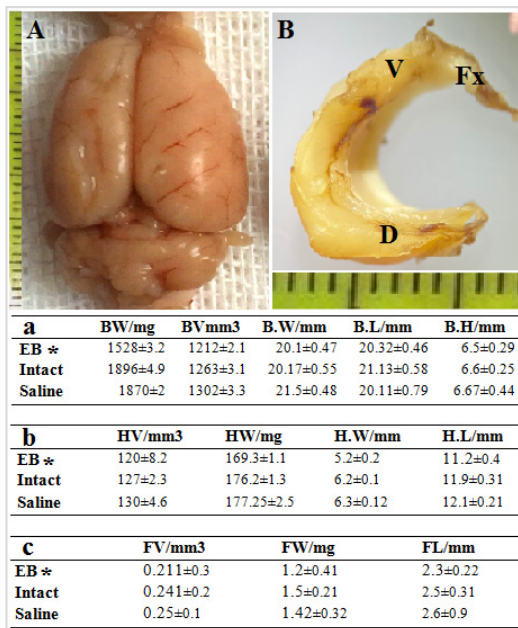 A
B
V
Fx
D
a BW/mg BVmm3 B.W/mm B.L/mm B.H/mm
EB * 1528±3.2 1212±2.1 20.1±0.47 20.32±0.46 6.5±0.29
Intact 1896±4.9 1263±3.1 20.17±0.55 21.13±0.58 6.6±0.25
Saline 1870±2 1302±3.3 21.5±0.48 20.11±0.79 6.67±0.44
b HV/mm3 HW/mg H.W/mm H.L/mm
EB * 120±8.2 169.3±1.1 5.2±0.2 11.2±0.4
Intact 127±2.3 176.2±1.3 6.2±0.1 11.9±0.31
Saline 130±4.6 177.25±2.5 6.3±0.12 12.1±0.21
c FV/mm3 FW/mg FL/mm
EB * 0.211±0.3 1.2±0.41 2.3±0.22
Intact 0.241±0.2 1.5±0.21 2.5±0.31
Saline 0.25±0.1 1.42±0.32 2.6±0.9